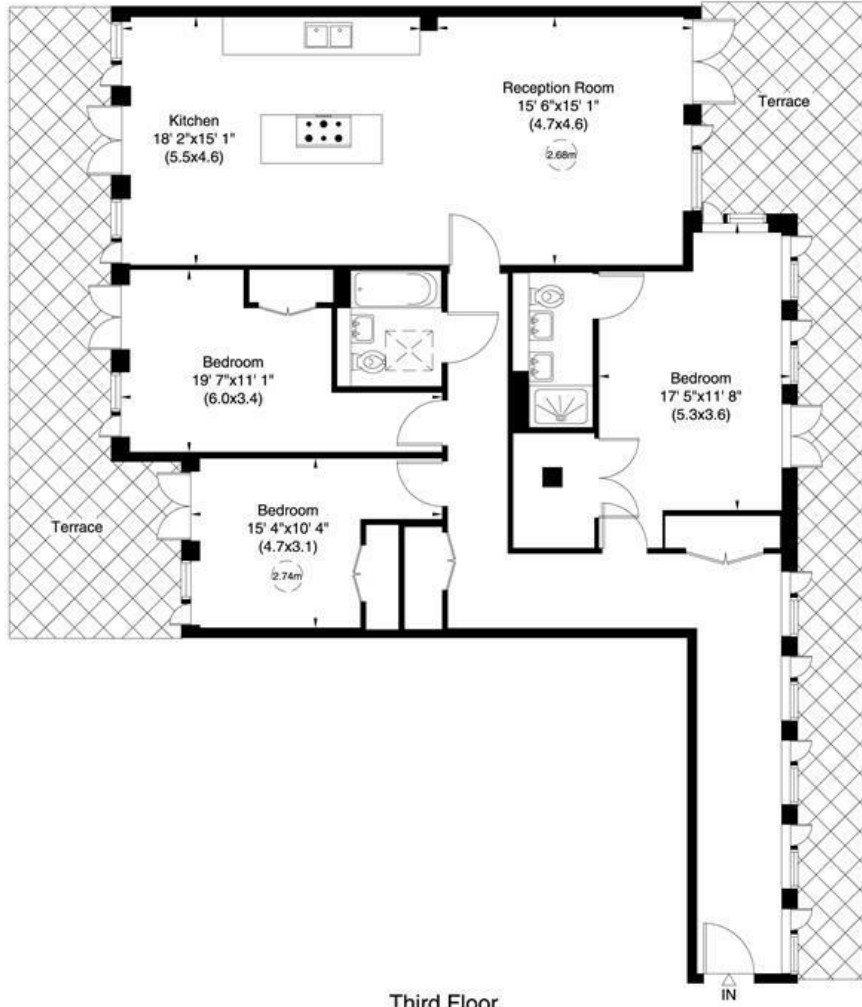 Reception Room
15' 6"x15' 1"
(4.7x4.6)
2.68m
Terrace
Kitchen
18' 2"x15' 1"
(5.5x4.6)
Bedroom
19' 7"x11' 1"
(6.0x3.4)
Bedroom
17' 5"x11' 8"
(5.3x3.6)
Terrace
Bedroom
15' 4"x10' 4"
(4.7x3.1)
2.74m
IN
Third Floor